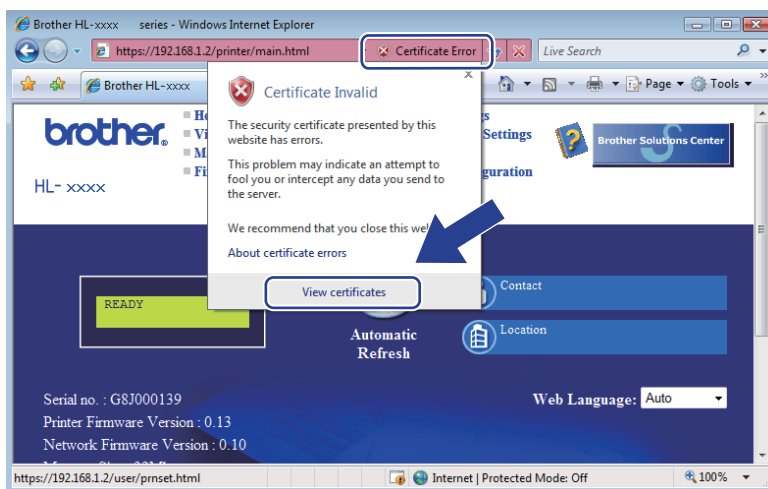 Brother HL-xxxx series - Windows Internet Explorer
https://192.168.1.2/printer/main.html
Certificate Error
Live Search
Brother HL-xxxx
Page
Tools
Certificate Invalid
The security certificate presented by this
website has errors.
This problem may indicate an attempt to
fool you or intercept any data you send to
the server.
We recommend that you close this
About certificate errors
View certificates
brother
HL- xxxx
Settings
Brother Solutions Center
READY
Automatic
Refresh
Contact
Location
Serial no. : G8J000139
Web Language: Auto
Printer Firmware Version : 0.13
Network Firmware Version : 0.10
https://192.168.1.2/user/prnset.html
Internet | Protected Mode: Off
100%